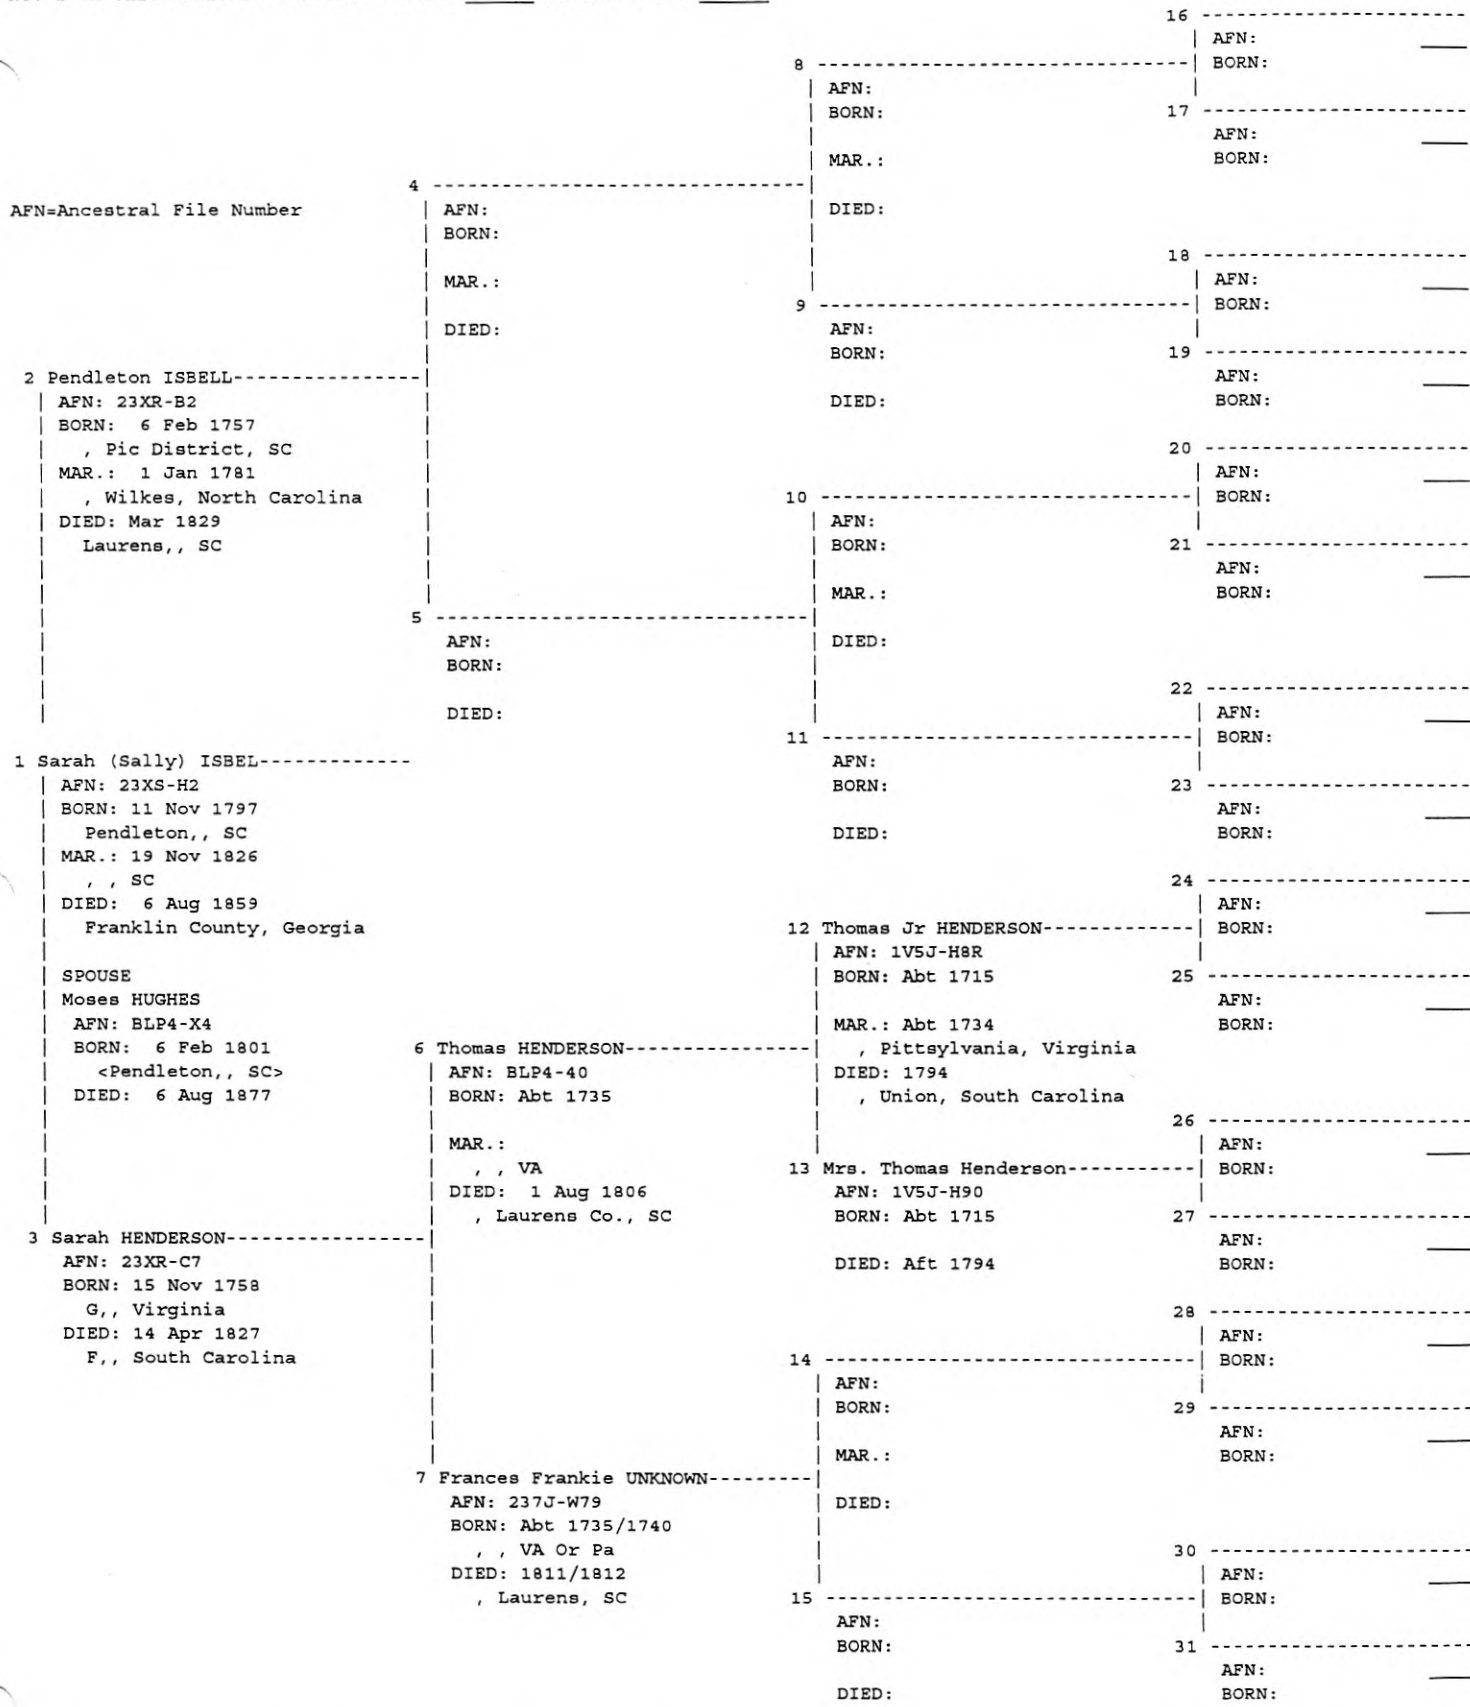 AFN=Ancestral File Number
2 Pendleton ISBELL
AFN: 23XR-B2
BORN: 6 Feb 1757
, Pic District, SC
MAR.: 1 Jan 1781
, Wilkes, North Carolina
DIED: Mar 1829
Laurens,, SC
1 Sarah (Sally) ISBEL
AFN: 23XS-H2
BORN: 11 Nov 1797
Pendleton,, SC
MAR.: 19 Nov 1826
, , SC
DIED: 6 Aug 1859
Franklin County, Georgia
SPOUSE
Moses HUGHES
AFN: BLP4-X4
BORN: 6 Feb 1801
<Pendleton,, SC>
DIED: 6 Aug 1877
3 Sarah HENDERSON
AFN: 23XR-C7
BORN: 15 Nov 1758
G,, Virginia
DIED: 14 Apr 1827
F,, South Carolina
4
AFN:
BORN:
MAR.:
DIED:
5
AFN:
BORN:
DIED:
6 Thomas HENDERSON
AFN: BLP4-40
BORN: Abt 1735
MAR.:
, , VA
DIED: 1 Aug 1806
, Laurens Co., SC
7 Frances Frankie UNKNOWN
AFN: 237J-W79
BORN: Abt 1735/1740
, , VA Or Pa
DIED: 1811/1812
, Laurens, SC
8
AFN:
BORN:
MAR.:
DIED:
9
AFN:
BORN:
DIED:
10
AFN:
BORN:
MAR.:
DIED:
11
AFN:
BORN:
DIED:
12 Thomas Jr HENDERSON
AFN: 1V5J-H8R
BORN: Abt 1715
MAR.: Abt 1734
, Pittsylvania, Virginia
DIED: 1794
, Union, South Carolina
13 Mrs. Thomas Henderson
AFN: 1V5J-H90
BORN: Abt 1715
DIED: Aft 1794
14
AFN:
BORN:
MAR.:
DIED:
15
AFN:
BORN:
DIED:
16
AFN:
BORN:
17
AFN:
BORN:
18
AFN:
BORN:
19
AFN:
BORN:
20
AFN:
BORN:
21
AFN:
BORN:
22
AFN:
BORN:
23
AFN:
BORN:
24
AFN:
BORN:
25
AFN:
BORN:
26
AFN:
BORN:
27
AFN:
BORN:
28
AFN:
BORN:
29
AFN:
BORN:
30
AFN:
BORN:
31
AFN:
BORN: